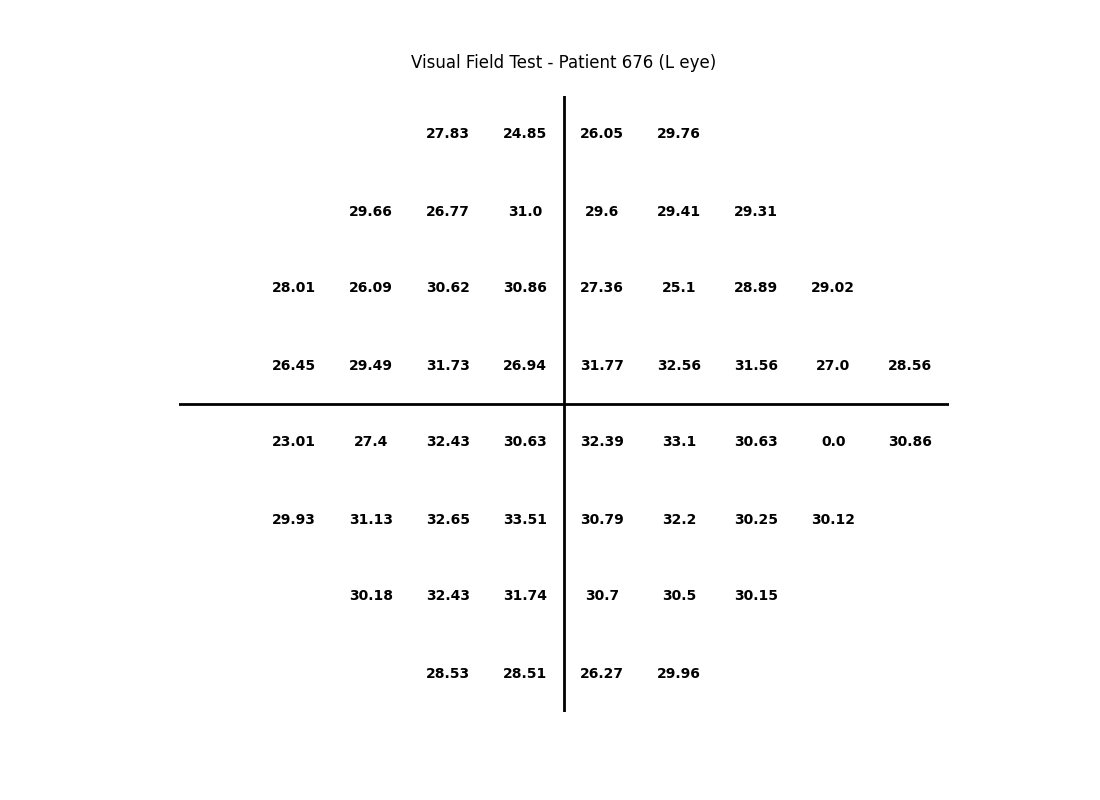 Visual Field Test - Patient 676 (L eye)
27.83 24.85 26.05 29.76
29.66 26.77 31.0 29.6 29.41 29.31
28.01 26.09 30.62 30.86 27.36 25.1 28.89 29.02
26.45 29.49 31.73 26.94 31.77 32.56 31.56 27.0 28.56
23.01 27.4 32.43 30.63 32.39 33.1 30.63 0.0 30.86
29.93 31.13 32.65 33.51 30.79 32.2 30.25 30.12
30.18 32.43 31.74 30.7 30.5 30.15
28.53 28.51 26.27 29.96